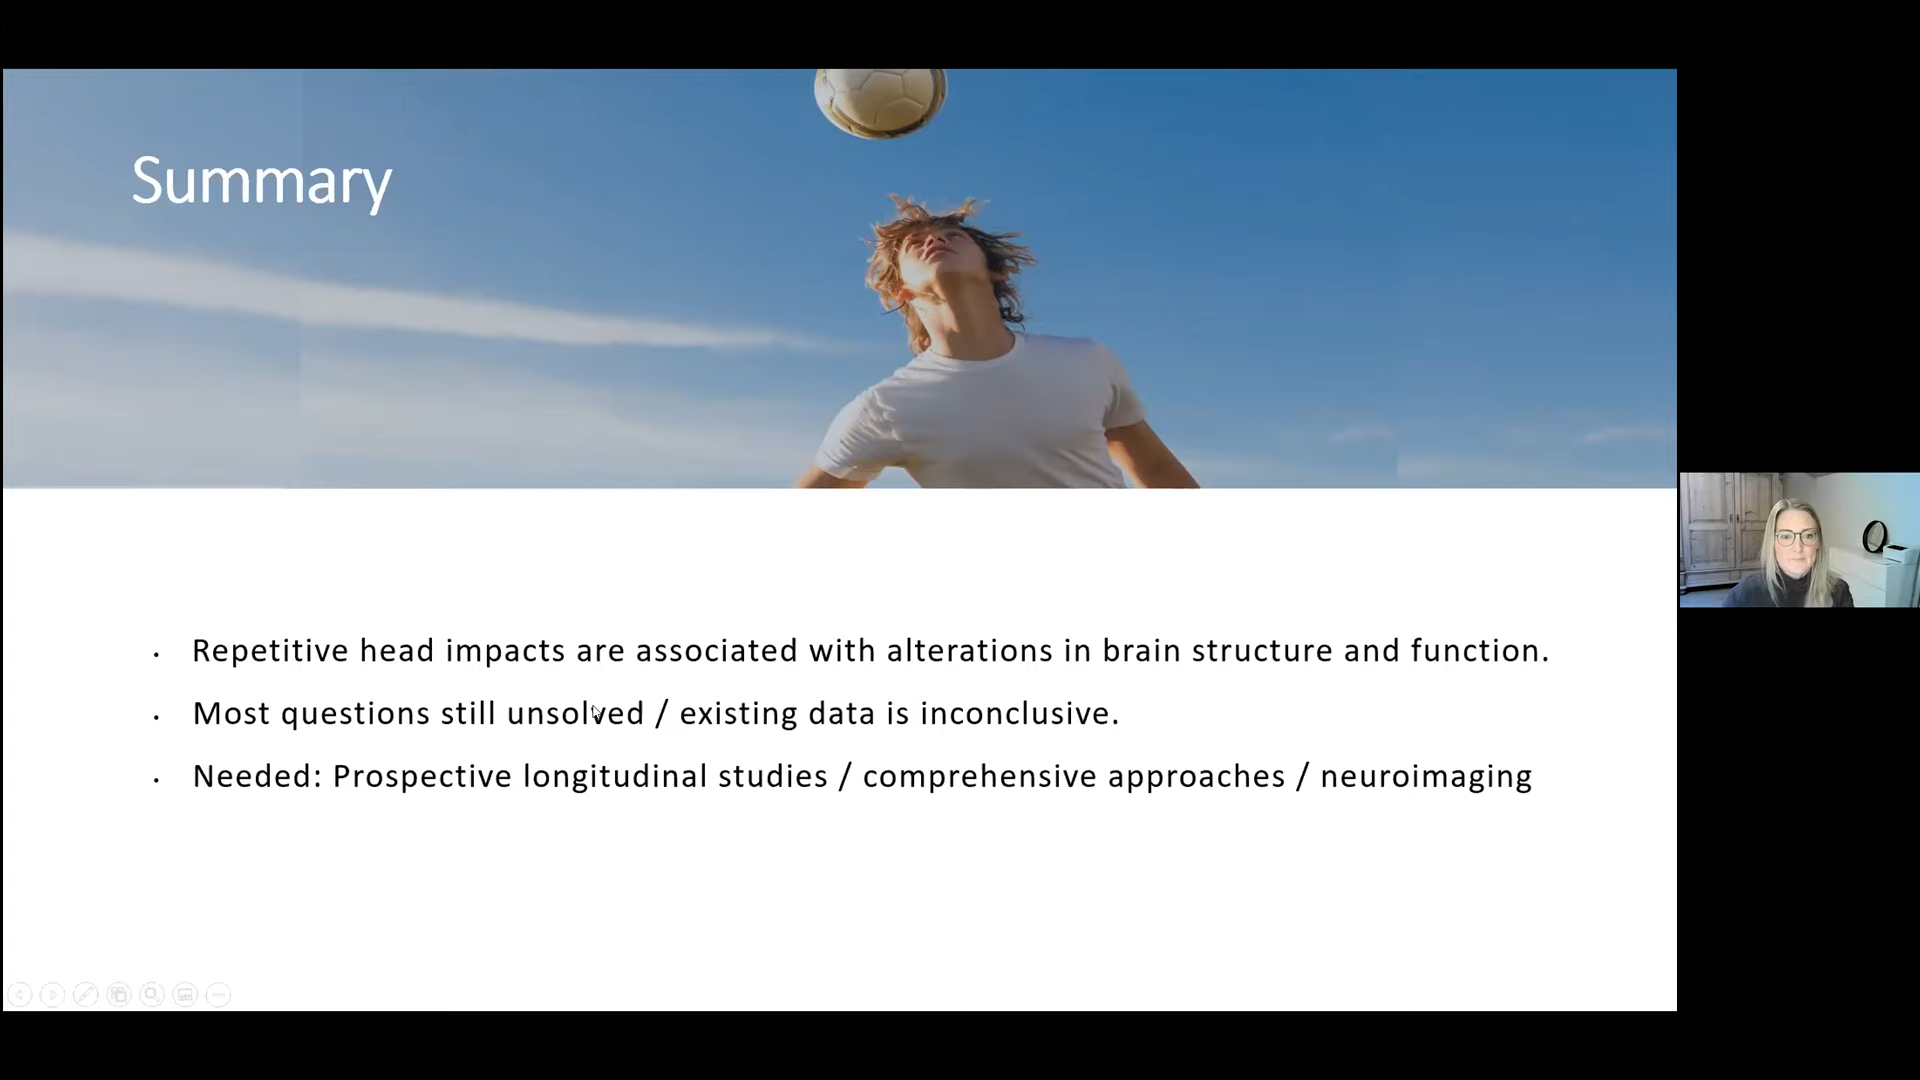 Summary
Repetitive head impacts are associated with alterations in brain structure and function.
Most questions still unsolved / existing data is inconclusive.
Needed: Prospective longitudinal studies / comprehensive approaches / neuroimaging